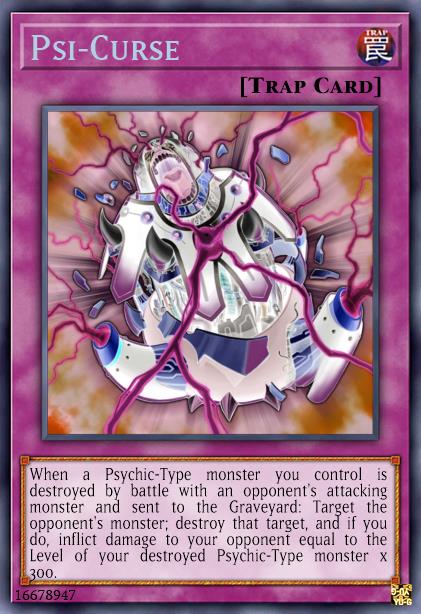 Psi-Curse
TRAP
罠
[Trap Card]
When a Psychic-Type monster you control is
destroyed by battle with an opponent's attacking
monster and sent to the Graveyard: Target the
opponent's monster; destroy that target, and if you
do, inflict damage to your opponent equal to the
Level of your destroyed Psychic-Type monster x
300.
16678947